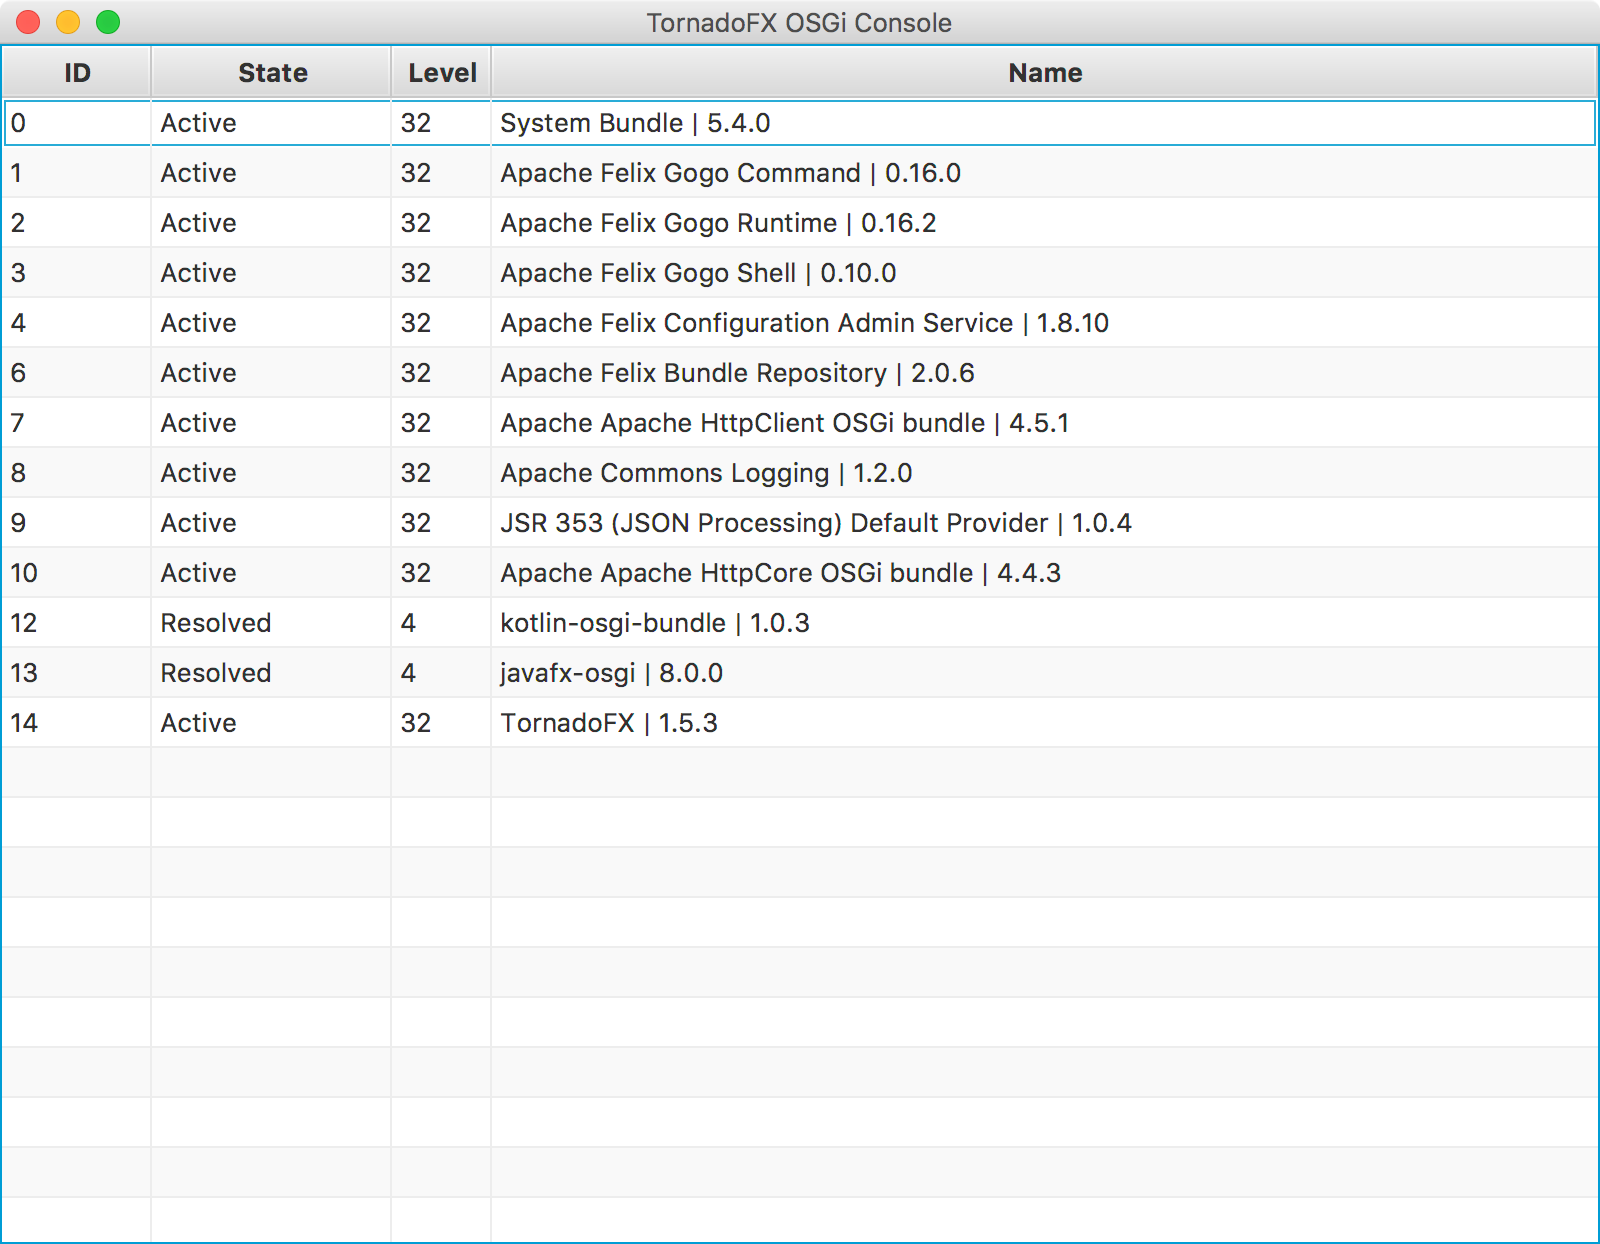 TornadoFX OSGi Console
ID State Level Name
0 Active 32 System Bundle | 5.4.0
1 Active 32 Apache Felix Gogo Command | 0.16.0
2 Active 32 Apache Felix Gogo Runtime | 0.16.2
3 Active 32 Apache Felix Gogo Shell | 0.10.0
4 Active 32 Apache Felix Configuration Admin Service | 1.8.10
6 Active 32 Apache Felix Bundle Repository | 2.0.6
7 Active 32 Apache Apache HttpClient OSGi bundle | 4.5.1
8 Active 32 Apache Commons Logging | 1.2.0
9 Active 32 JSR 353 (JSON Processing) Default Provider | 1.0.4
10 Active 32 Apache Apache HttpCore OSGi bundle | 4.4.3
12 Resolved 4 kotlin-osgi-bundle | 1.0.3
13 Resolved 4 javafx-osgi | 8.0.0
14 Active 32 TornadoFX | 1.5.3